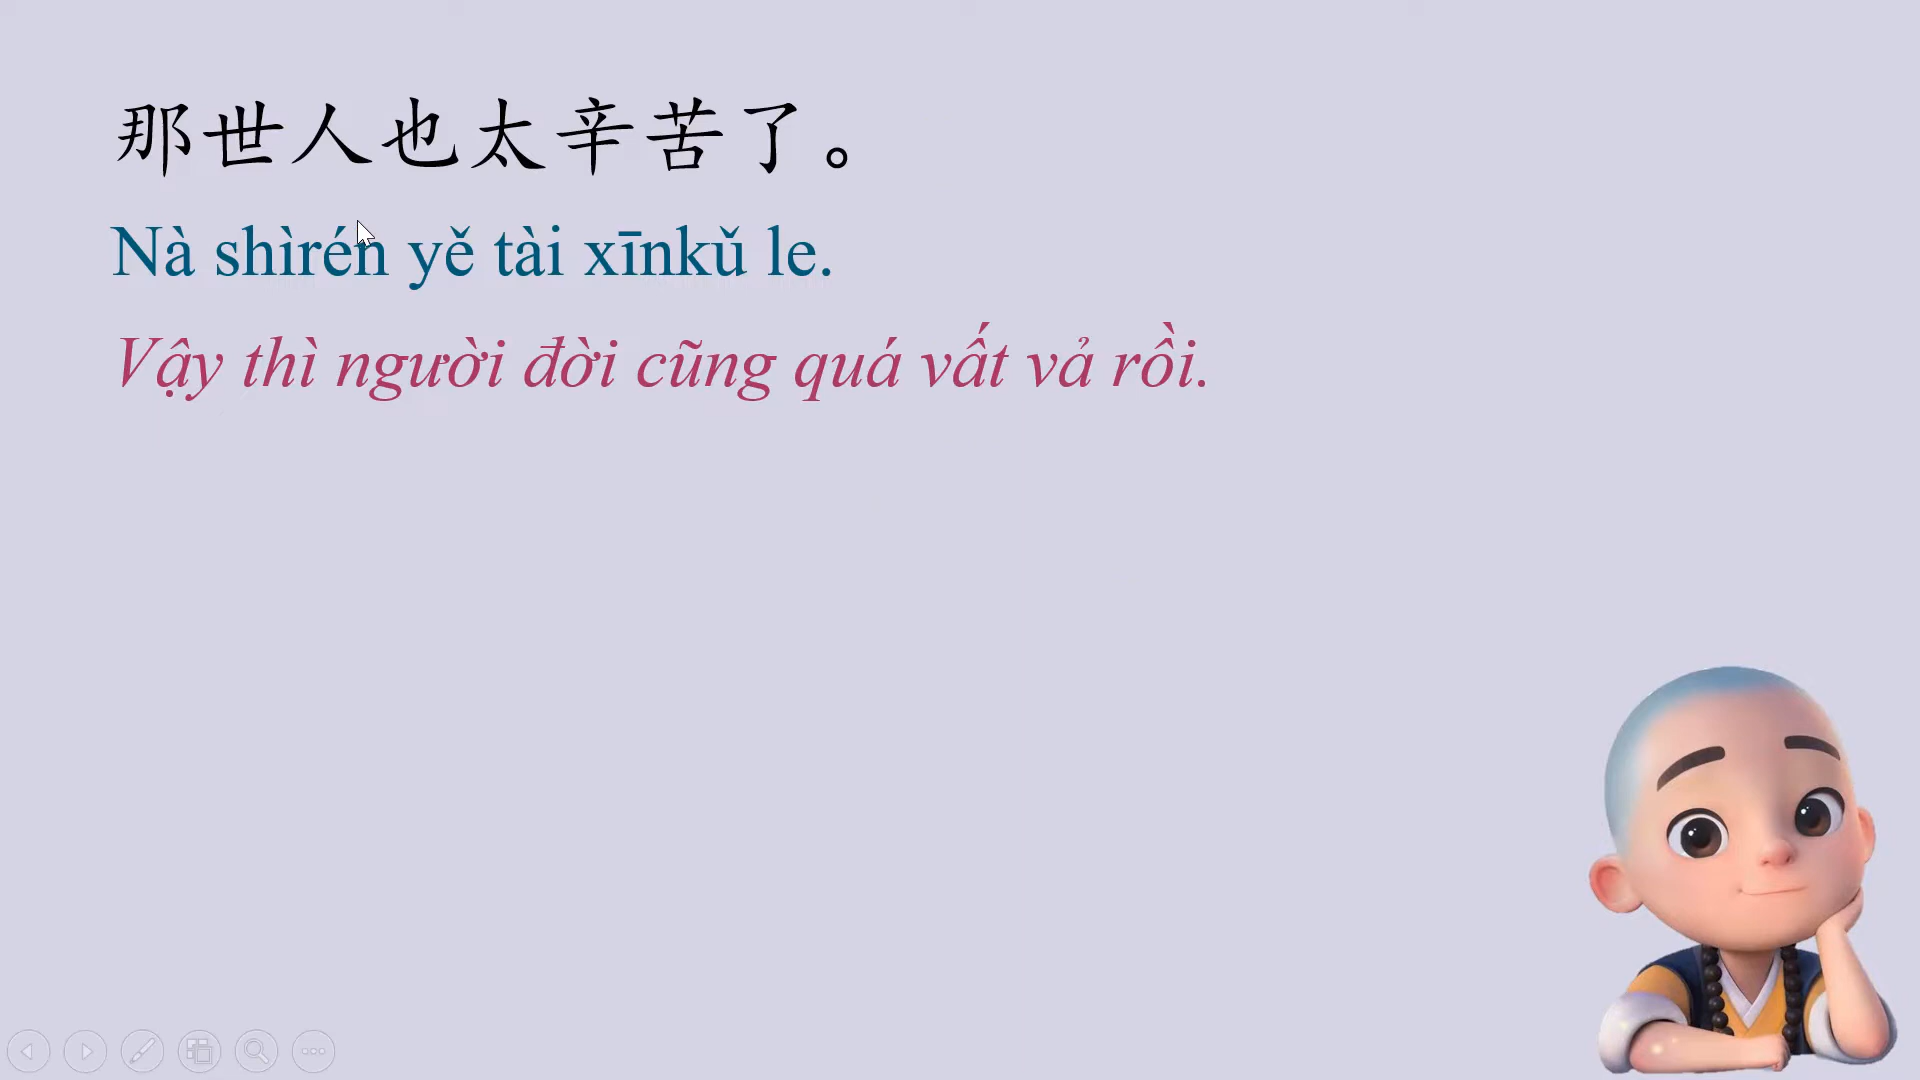 那世人也太辛苦了。
Nà shìrén yě tài xīnkǔ le.
Vậy thì người đời cũng quá vất vả rồi.